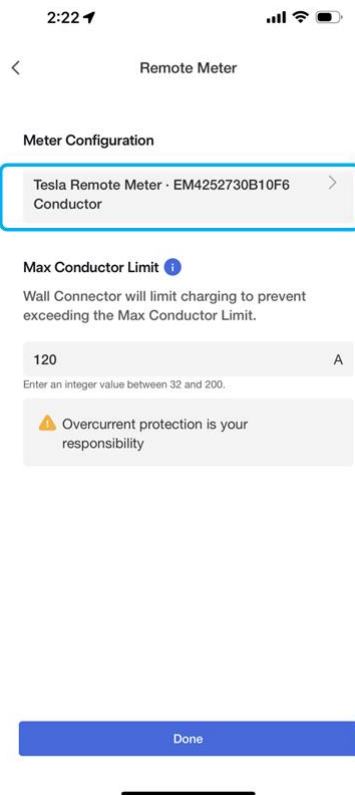 2:22
Remote Meter
Meter Configuration
Tesla Remote Meter · EM4252730B10F6
Conductor
Max Conductor Limit i
Wall Connector will limit charging to prevent
exceeding the Max Conductor Limit.
120 A
Enter an integer value between 32 and 200.
Overcurrent protection is your
responsibility
Done